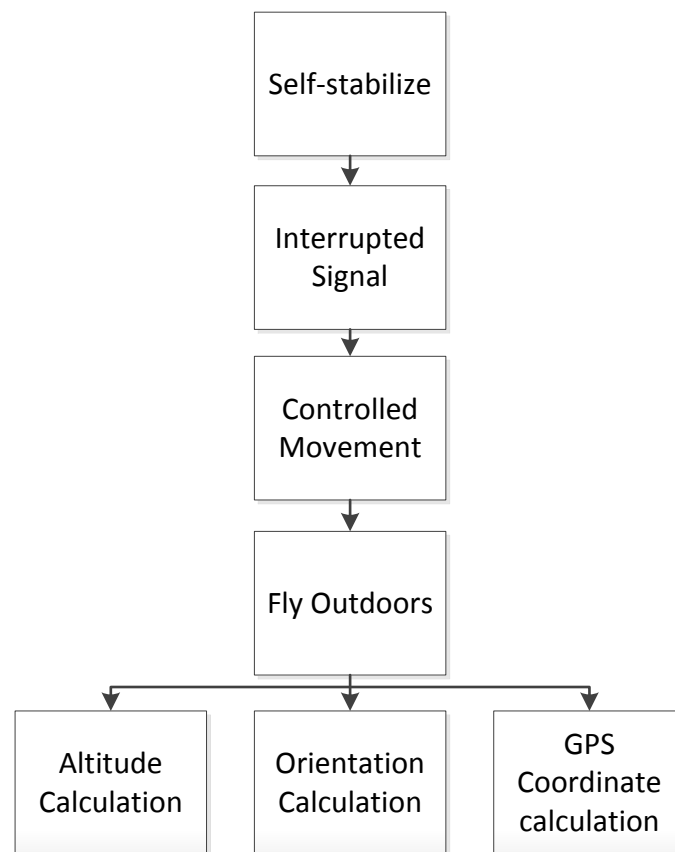 Self-stabilize
Interrupted
Signal
Controlled
Movement
Fly Outdoors
Altitude
Calculation
Orientation
Calculation
GPS
Coordinate
calculation